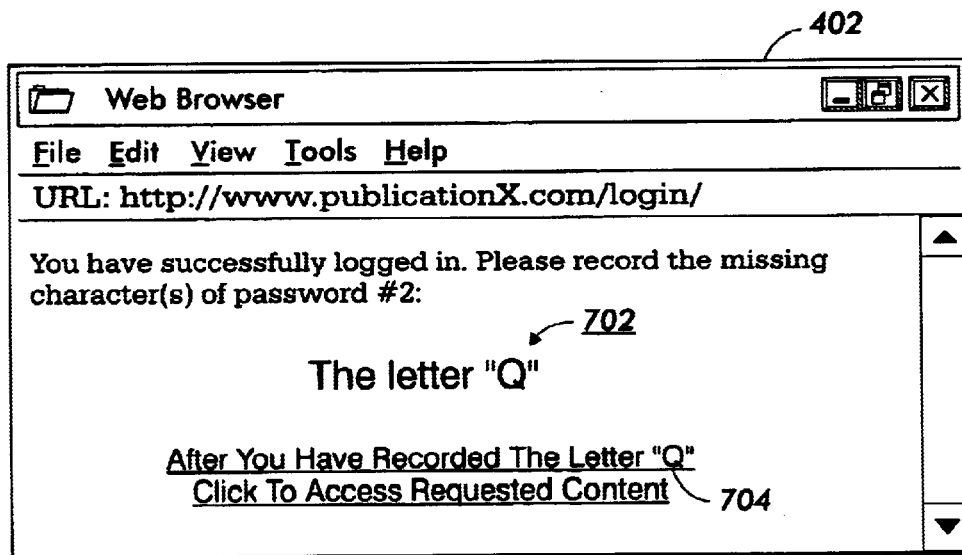 402
Web Browser
File Edit View Tools Help
URL: http://www.publicationX.com/login/
You have successfully logged in. Please record the missing
character(s) of password #2:
702
The letter "Q"
After You Have Recorded The Letter "Q"
Click To Access Requested Content
704